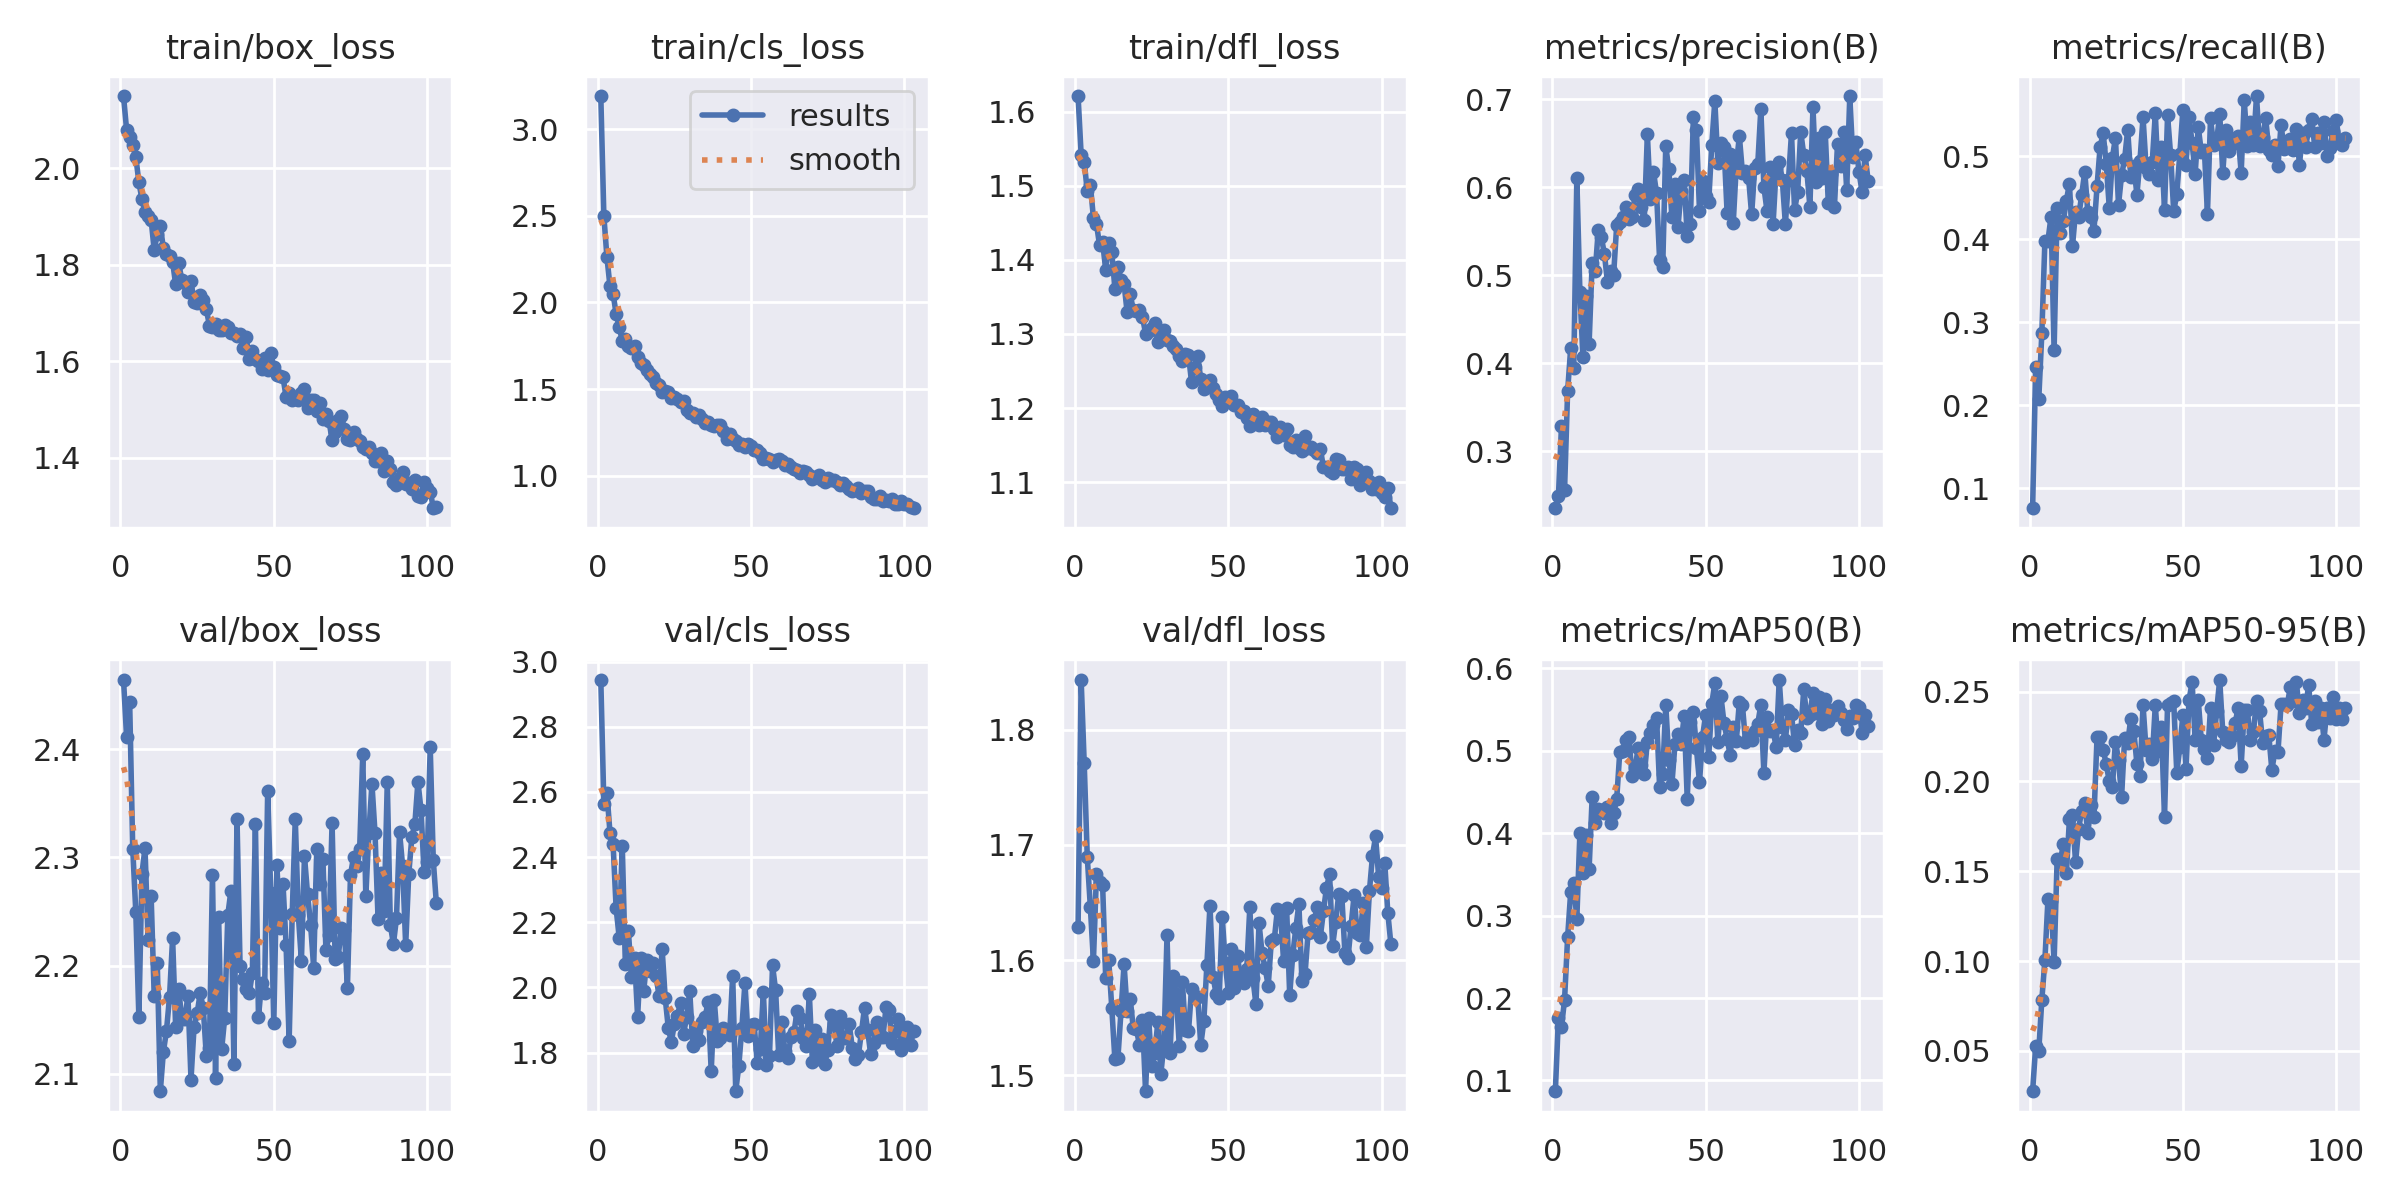 train/box_loss
2.0
1.8
1.6
1.4
0 50 100
train/cls_loss
results
smooth
3.0
2.5
2.0
1.5
1.0
0 50 100
train/dfl_loss
1.6
1.5
1.4
1.3
1.2
1.1
0 50 100
metrics/precision(B)
0.7
0.6
0.5
0.4
0.3
0 50 100
metrics/recall(B)
0.5
0.4
0.3
0.2
0.1
0 50 100
val/box_loss
2.4
2.3
2.2
2.1
0 50 100
val/cls_loss
3.0
2.8
2.6
2.4
2.2
2.0
1.8
0 50 100
val/dfl_loss
1.8
1.7
1.6
1.5
0 50 100
metrics/mAP50(B)
0.6
0.5
0.4
0.3
0.2
0.1
0 50 100
metrics/mAP50-95(B)
0.25
0.20
0.15
0.10
0.05
0 50 100